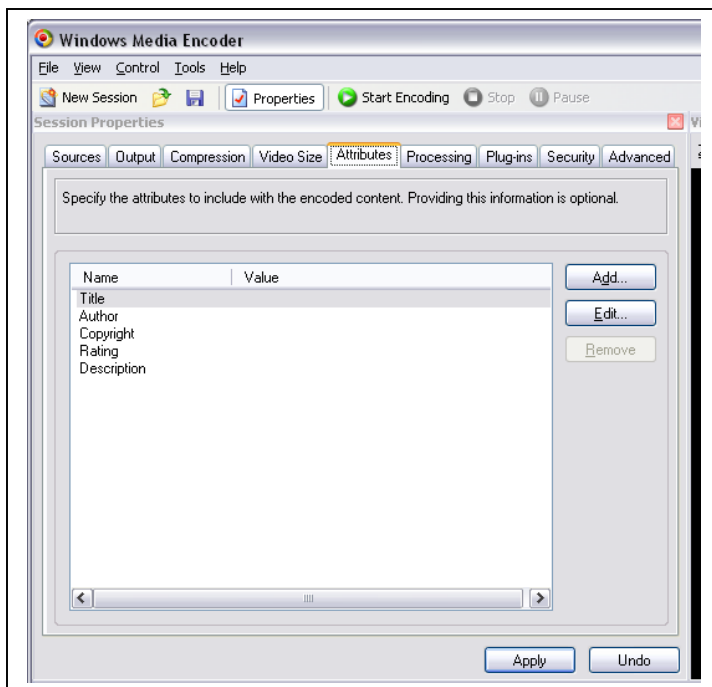 Windows Media Encoder
File View Control Tools Help
New Session Properties Start Encoding Stop Pause
Session Properties
Sources Output Compression Video Size Attributes Processing Plug-ins Security Advanced
Specify the attributes to include with the encoded content. Providing this information is optional.
Name Value Add...
Title
Author Edit...
Copyright
Rating Remove
Description
Apply Undo